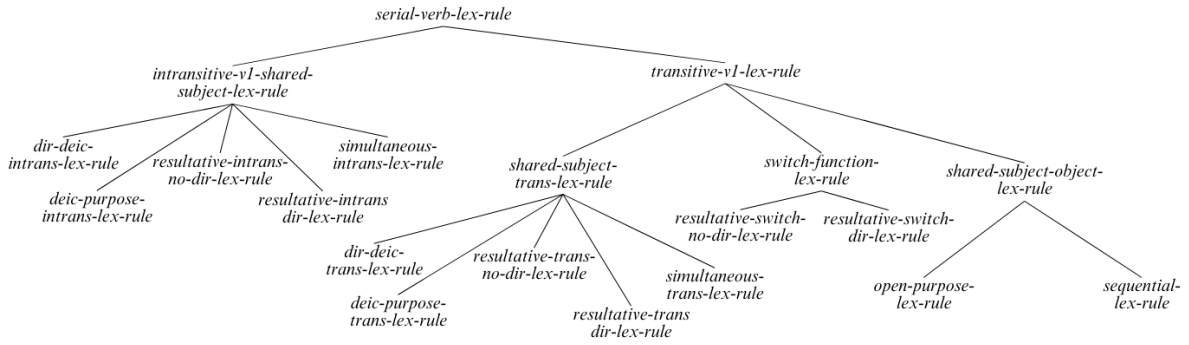 serial-verb-lex-rule
intransitive-v1-shared-
subject-lex-rule
transitive-v1-lex-rule
dir-deic-
intrans-lex-rule
deic-purpose-
intrans-lex-rule
resultative-intrans-
no-dir-lex-rule
resultative-intrans
dir-lex-rule
simultaneous-
intrans-lex-rule
shared-subject-
trans-lex-rule
switch-function-
lex-rule
shared-subject-object-
lex-rule
dir-deic-
trans-lex-rule
deic-purpose-
trans-lex-rule
resultative-trans-
no-dir-lex-rule
resultative-trans
dir-lex-rule
simultaneous-
trans-lex-rule
resultative-switch-
no-dir-lex-rule
resultative-switch-
dir-lex-rule
open-purpose-
lex-rule
sequential-
lex-rule